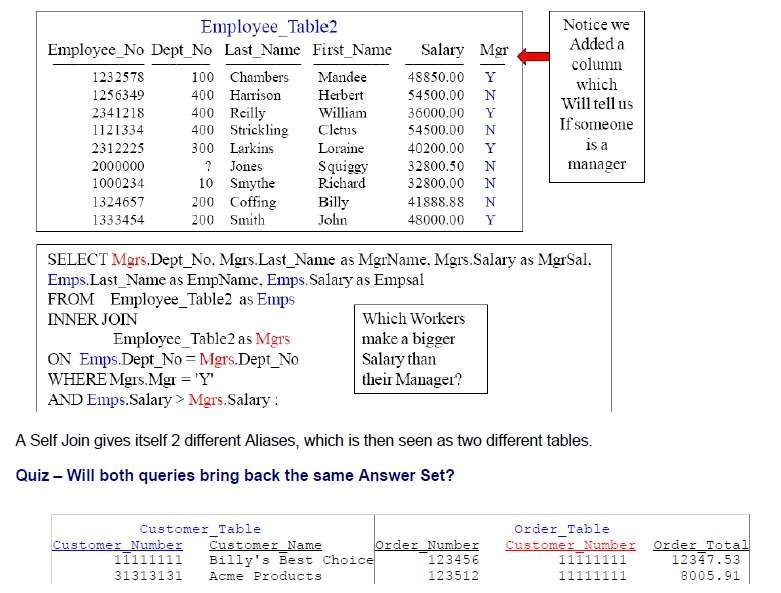 Employee_Table2
Employee_No Dept_No Last_Name First_Name Salary Mgr
1232578 100 Chambers Mandee 48850.00 Y
1256349 400 Harrison Herbert 54500.00 N
2341218 400 Reilly William 36000.00 Y
1121334 400 Strickling Cletus 54500.00 N
2312225 300 Larkins Loraine 40200.00 Y
2000000 ? Jones Squiggy 32800.50 N
1000234 10 Smythe Richard 32800.00 N
1324657 200 Coffing Billy 41888.88 N
1333454 200 Smith John 48000.00 Y
Notice we
Added a
column
which
Will tell us
If someone
is a
manager
SELECT Mgrs.Dept_No, Mgrs.Last_Name as MgrName, Mgrs.Salary as MgrSal,
Emps.Last_Name as EmpName, Emps.Salary as Empsal
FROM Employee_Table2 as Emps
INNER JOIN
Employee_Table2 as Mgrs
ON Emps.Dept_No = Mgrs.Dept_No
WHERE Mgrs.Mgr = 'Y'
AND Emps.Salary > Mgrs.Salary ;
Which Workers
make a bigger
Salary than
their Manager?
A Self Join gives itself 2 different Aliases, which is then seen as two different tables.
Quiz – Will both queries bring back the same Answer Set?
Customer_Table Order_Table
Customer_Number Customer_Name Order_Number Customer_Number Order_Total
11111111 Billy's Best Choice 123456 11111111 12347.53
31313131 Acme Products 123512 11111111 8005.91